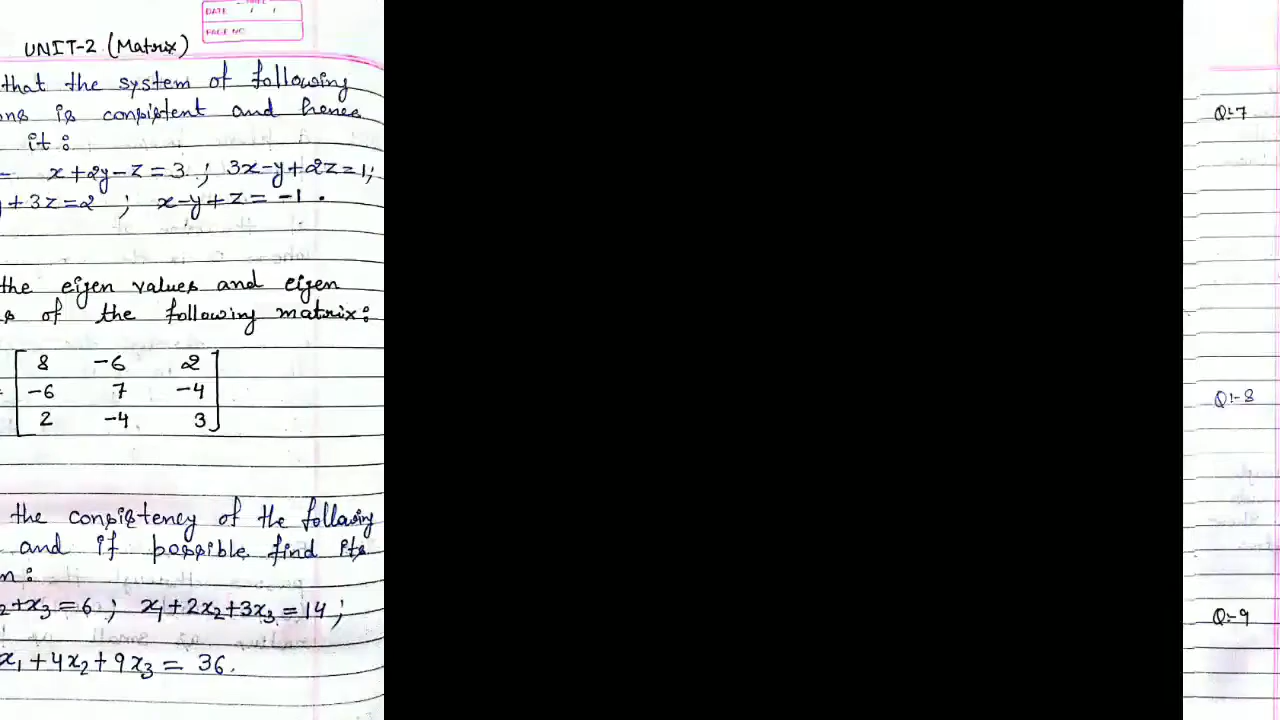 DATE / /
PAGE NO.
UNIT-2 (Matrix)
that the system of following
ons is consistent and hence
it :
x+2y-z=3 ; 3x-y+2z=1;
+3z=2 ; x-y+z=-1 .
the eigen values and eigen
s of the following matrix:
8 -6 2
-6 7 -4
2 -4 3
the consistency of the following
and if possible find its
n:
2+x₃=6 ; x₁+2x₂+3x₃=14;
x₁+4x₂+9x₃=36.
Q:-7
Q:-8
Q:-9